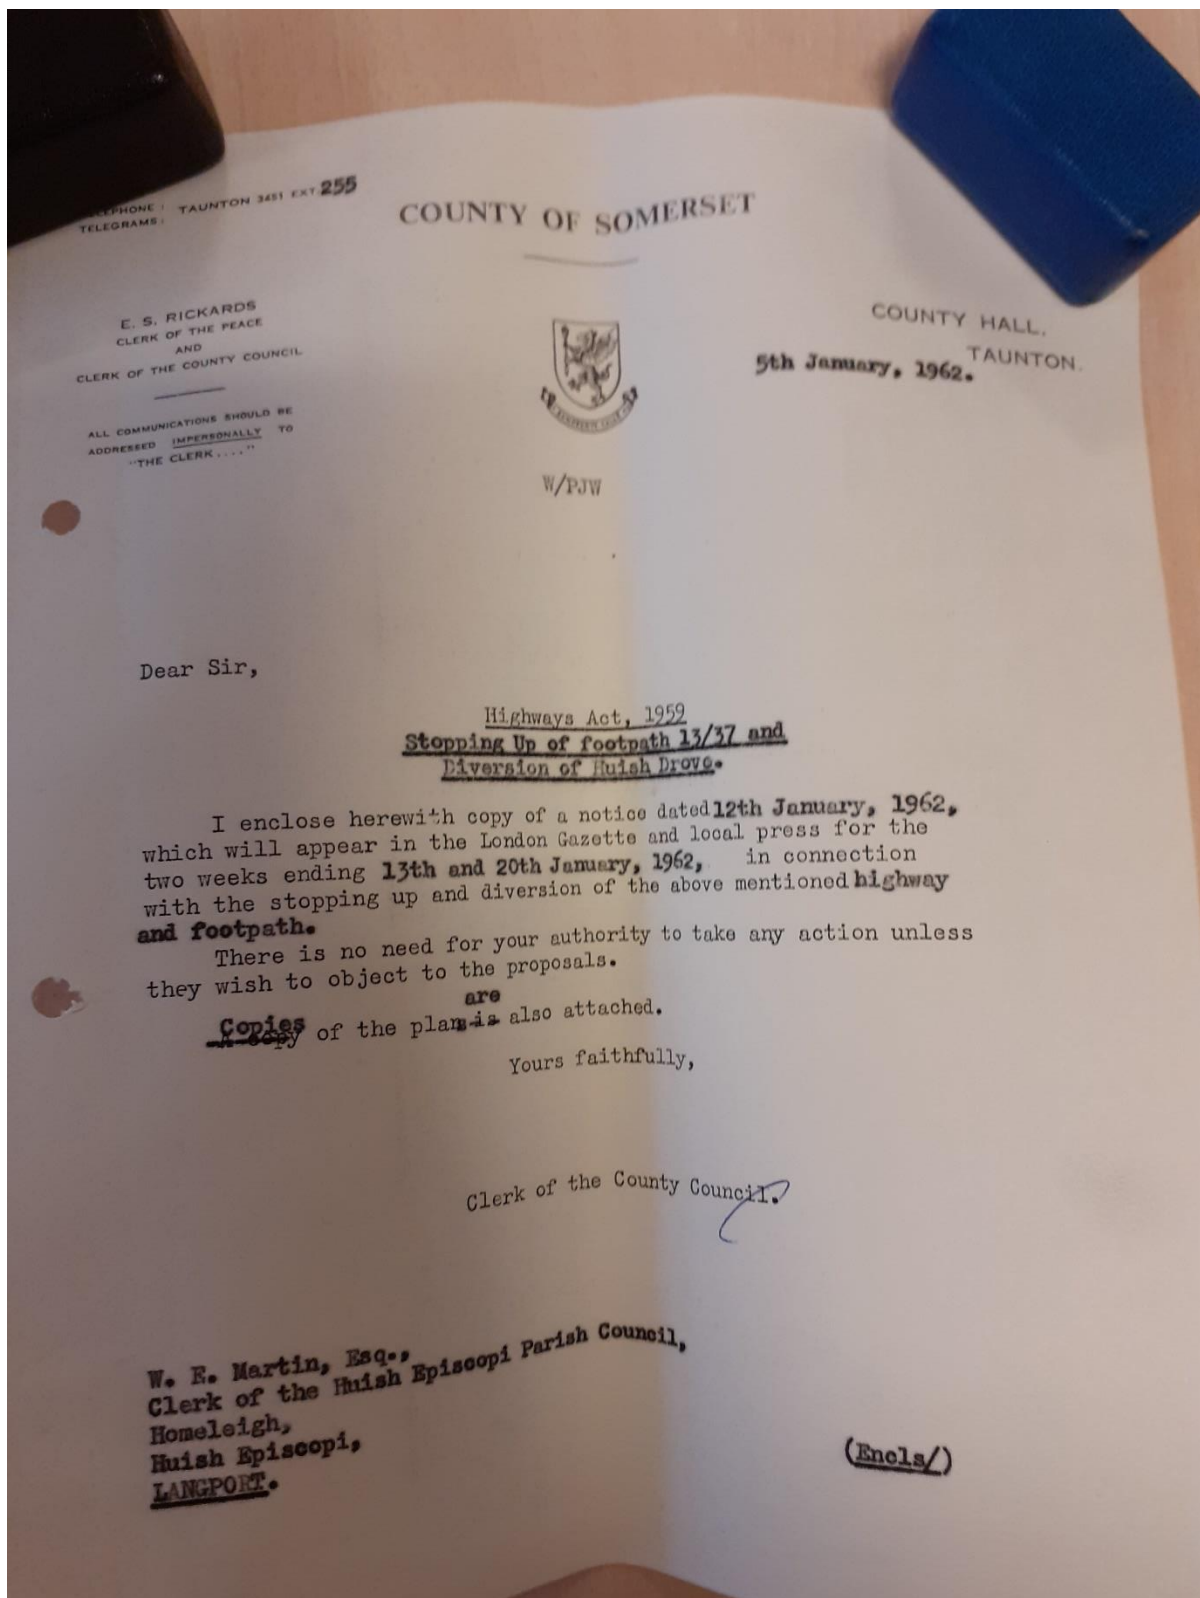 TELEPHONE :
TELEGRAMS : TAUNTON 3451 EXT. 255
COUNTY OF SOMERSET
E. S. RICKARDS
CLERK OF THE PEACE
AND
CLERK OF THE COUNTY COUNCIL
ALL COMMUNICATIONS SHOULD BE
ADDRESSED IMPERSONALLY TO
"THE CLERK . . . ."
COUNTY HALL,
TAUNTON.
5th January, 1962.
W/PJW
Dear Sir,
Highways Act, 1959
Stopping Up of footpath 13/37 and
Diversion of Huish Drove.
I enclose herewith copy of a notice dated 12th January, 1962,
which will appear in the London Gazette and local press for the
two weeks ending 13th and 20th January, 1962, in connection
with the stopping up and diversion of the above mentioned highway
and footpath.
There is no need for your authority to take any action unless
they wish to object to the proposals.
are
Copies
A copy of the plans is also attached.
Yours faithfully,
Clerk of the County Council.
W. E. Martin, Esq.,
Clerk of the Huish Episcopi Parish Council,
Homeleigh,
Huish Episcopi,
LANGPORT.
(Encls/)